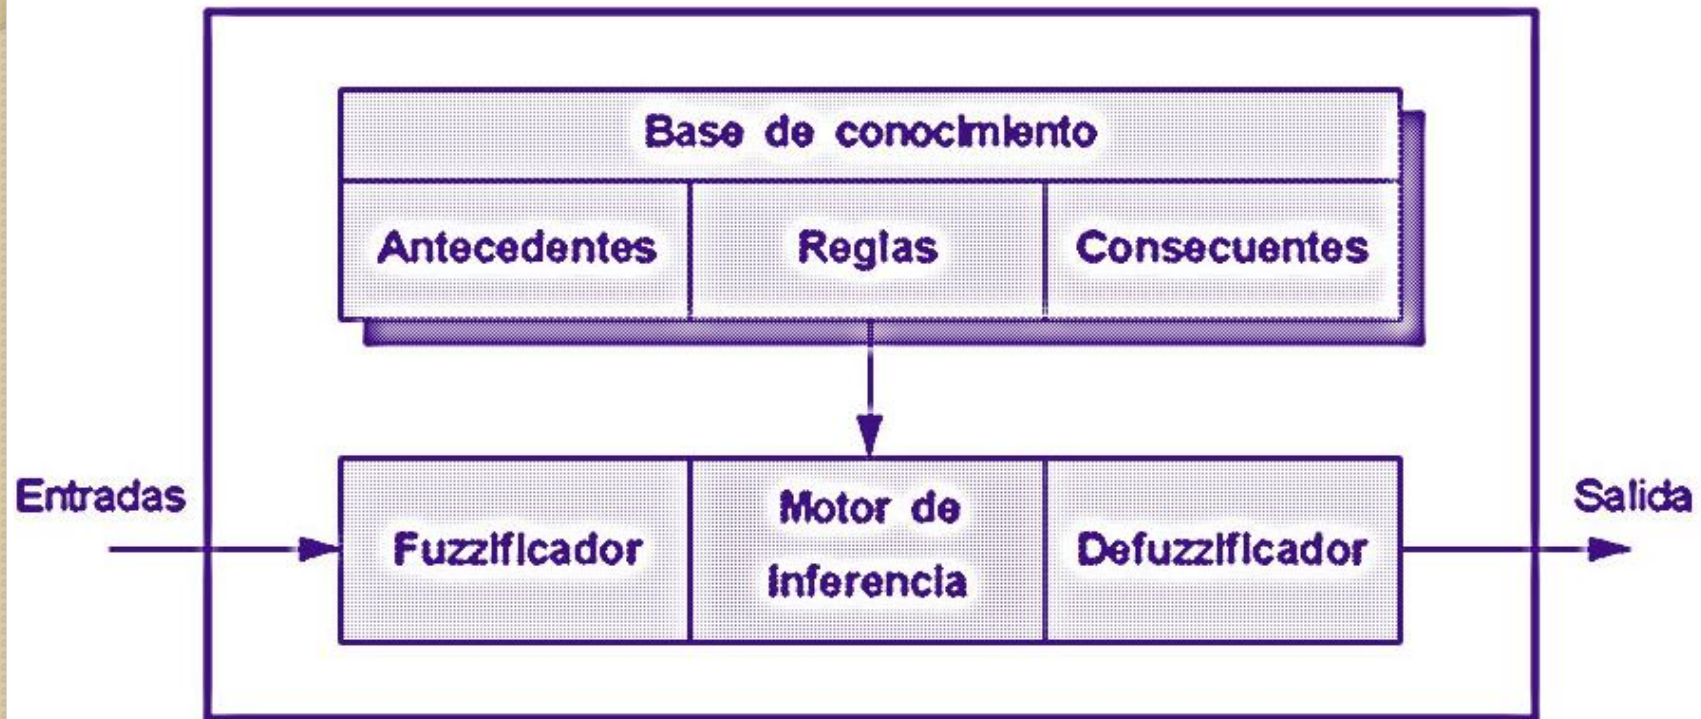 Base de conocimiento
Antecedentes
Reglas
Consecuentes
Entradas
Fuzzificador
Motor de
Inferencia
Defuzzificador
Salida